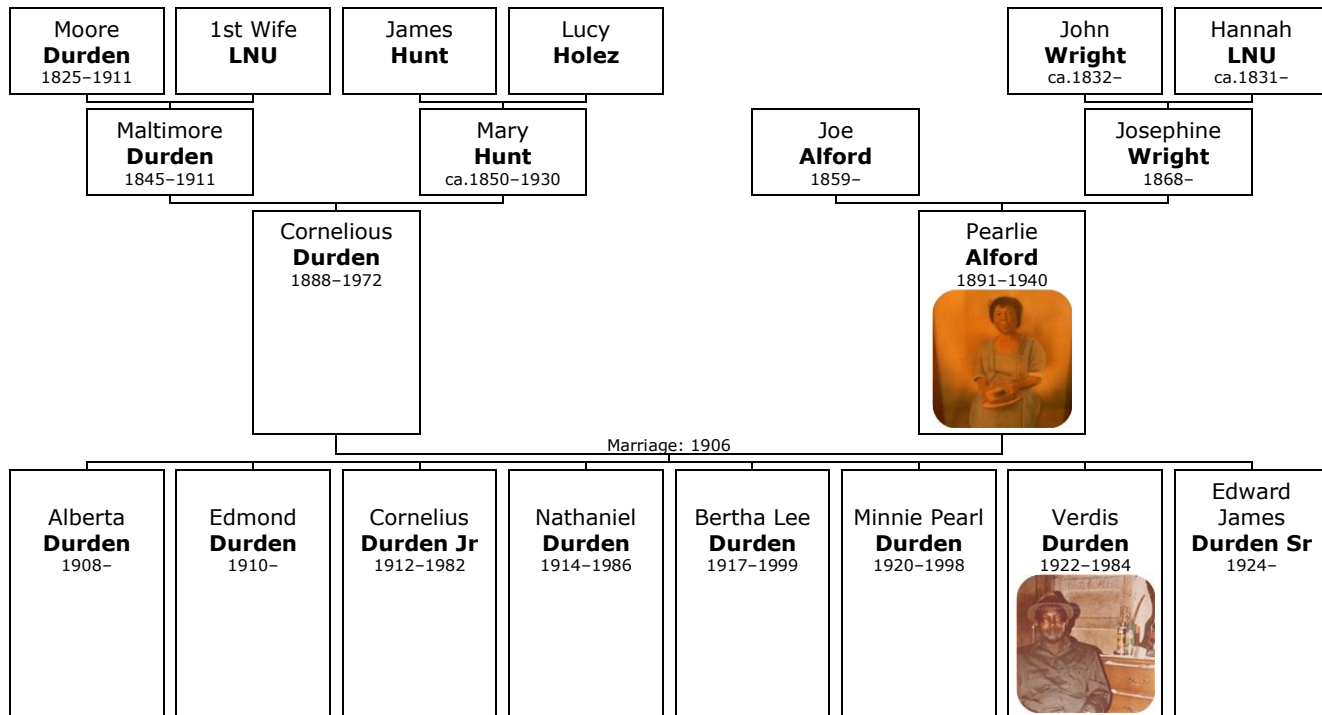 Moore
Durden
1825–1911
1st Wife
LNU
James
Hunt
Lucy
Holez
John
Wright
ca.1832–
Hannah
LNU
ca.1831–
Maltimore
Durden
1845–1911
Mary
Hunt
ca.1850–1930
Joe
Alford
1859–
Josephine
Wright
1868–
Cornelious
Durden
1888–1972
Pearlie
Alford
1891–1940
Marriage: 1906
Alberta
Durden
1908–
Edmond
Durden
1910–
Cornelius
Durden Jr
1912–1982
Nathaniel
Durden
1914–1986
Bertha Lee
Durden
1917–1999
Minnie Pearl
Durden
1920–1998
Verdis
Durden
1922–1984
Edward
James
Durden Sr
1924–